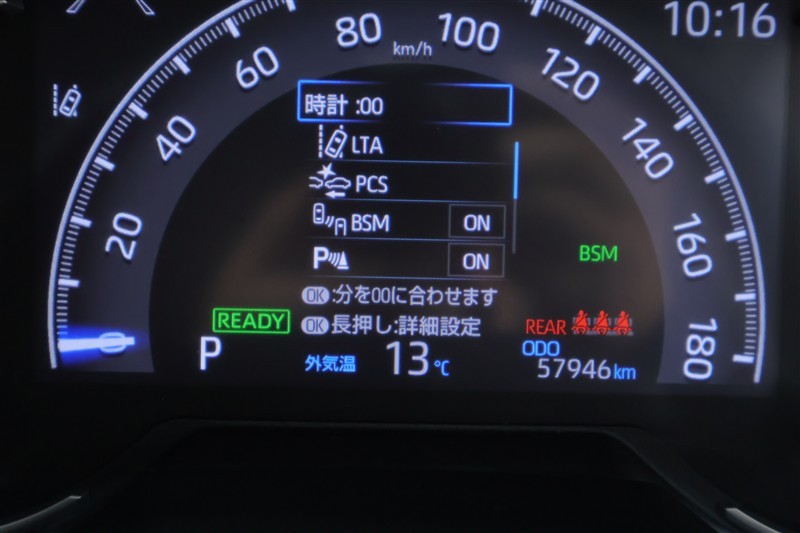 10:16
80
km/h
100
60
120
40
140
20
160
180
時計 :00
LTA
PCS
BSM ON
P ON
BSM
OK :分を00に合わせます
OK 長押し:詳細設定
READY
REAR
P
外気温 13℃
ODO
57946km